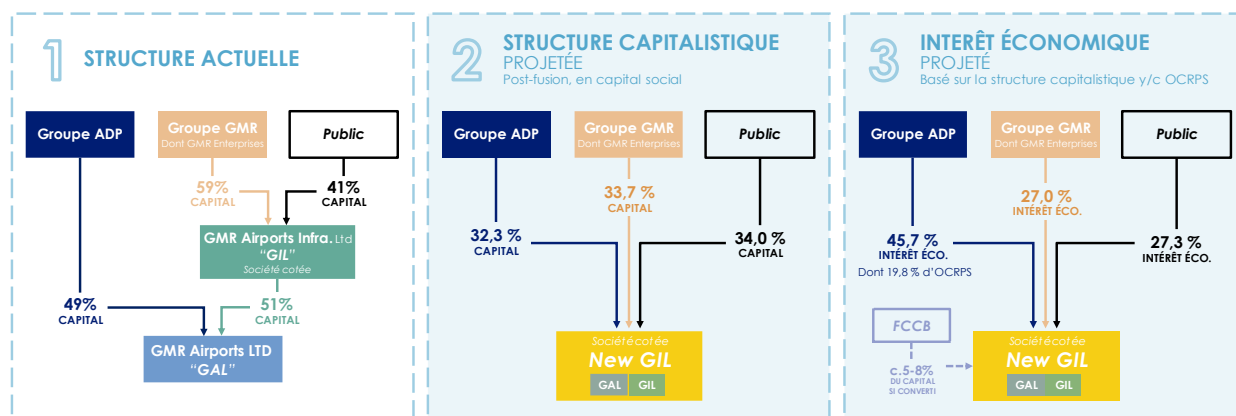 1 STRUCTURE ACTUELLE
Groupe ADP
Groupe GMR
Dont GMR Enterprises
Public
59%
CAPITAL
41%
CAPITAL
GMR Airports Infra. Ltd
“GIL”
Société cotée
49%
CAPITAL
51%
CAPITAL
GMR Airports LTD
“GAL”
2 STRUCTURE CAPITALISTIQUE
PROJETÉE
Post-fusion, en capital social
Groupe ADP
Groupe GMR
Dont GMR Enterprises
Public
33,7 %
CAPITAL
32,3 %
CAPITAL
34,0 %
CAPITAL
Société cotée
New GIL
GAL GIL
3 INTERÊT ÉCONOMIQUE
PROJETÉ
Basé sur la structure capitalistique y/c OCRPS
Groupe ADP
Groupe GMR
Dont GMR Enterprises
Public
27,0 %
INTÉRÊT ÉCO.
45,7 %
INTÉRÊT ÉCO.
Dont 19,8 % d’OCRPS
27,3 %
INTÉRÊT ÉCO.
FCCB
c.5-8%
DU CAPITAL
SI CONVERTI
Société cotée
New GIL
GAL GIL